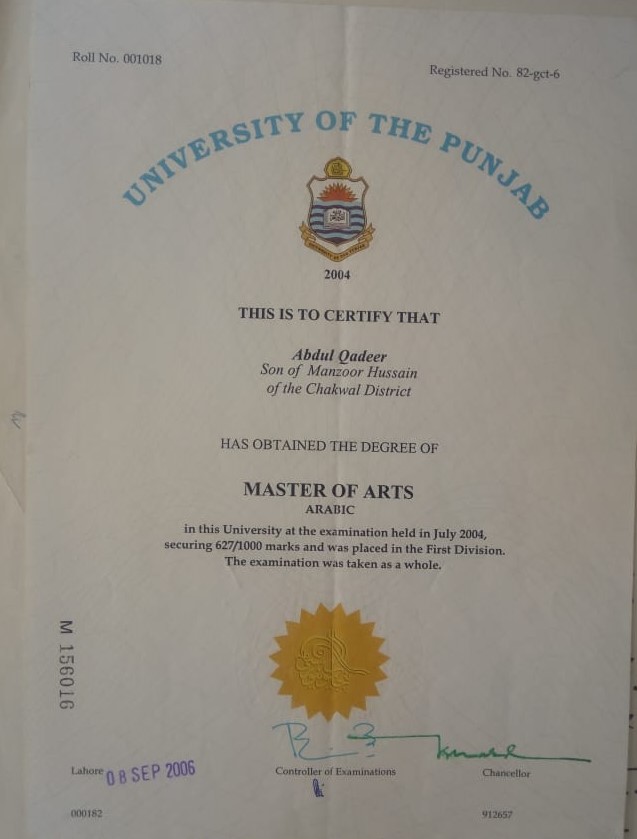 Roll No. 001018
Registered No. 82-gct-6
UNIVERSITY OF THE PUNJAB
2004
THIS IS TO CERTIFY THAT
Abdul Qadeer
Son of Manzoor Hussain
of the Chakwal District
HAS OBTAINED THE DEGREE OF
MASTER OF ARTS
ARABIC
in this University at the examination held in July 2004,
securing 627/1000 marks and was placed in the First Division.
The examination was taken as a whole.
M 156016
Lahore 08 SEP 2006
Controller of Examinations
Chancellor
000182
912657